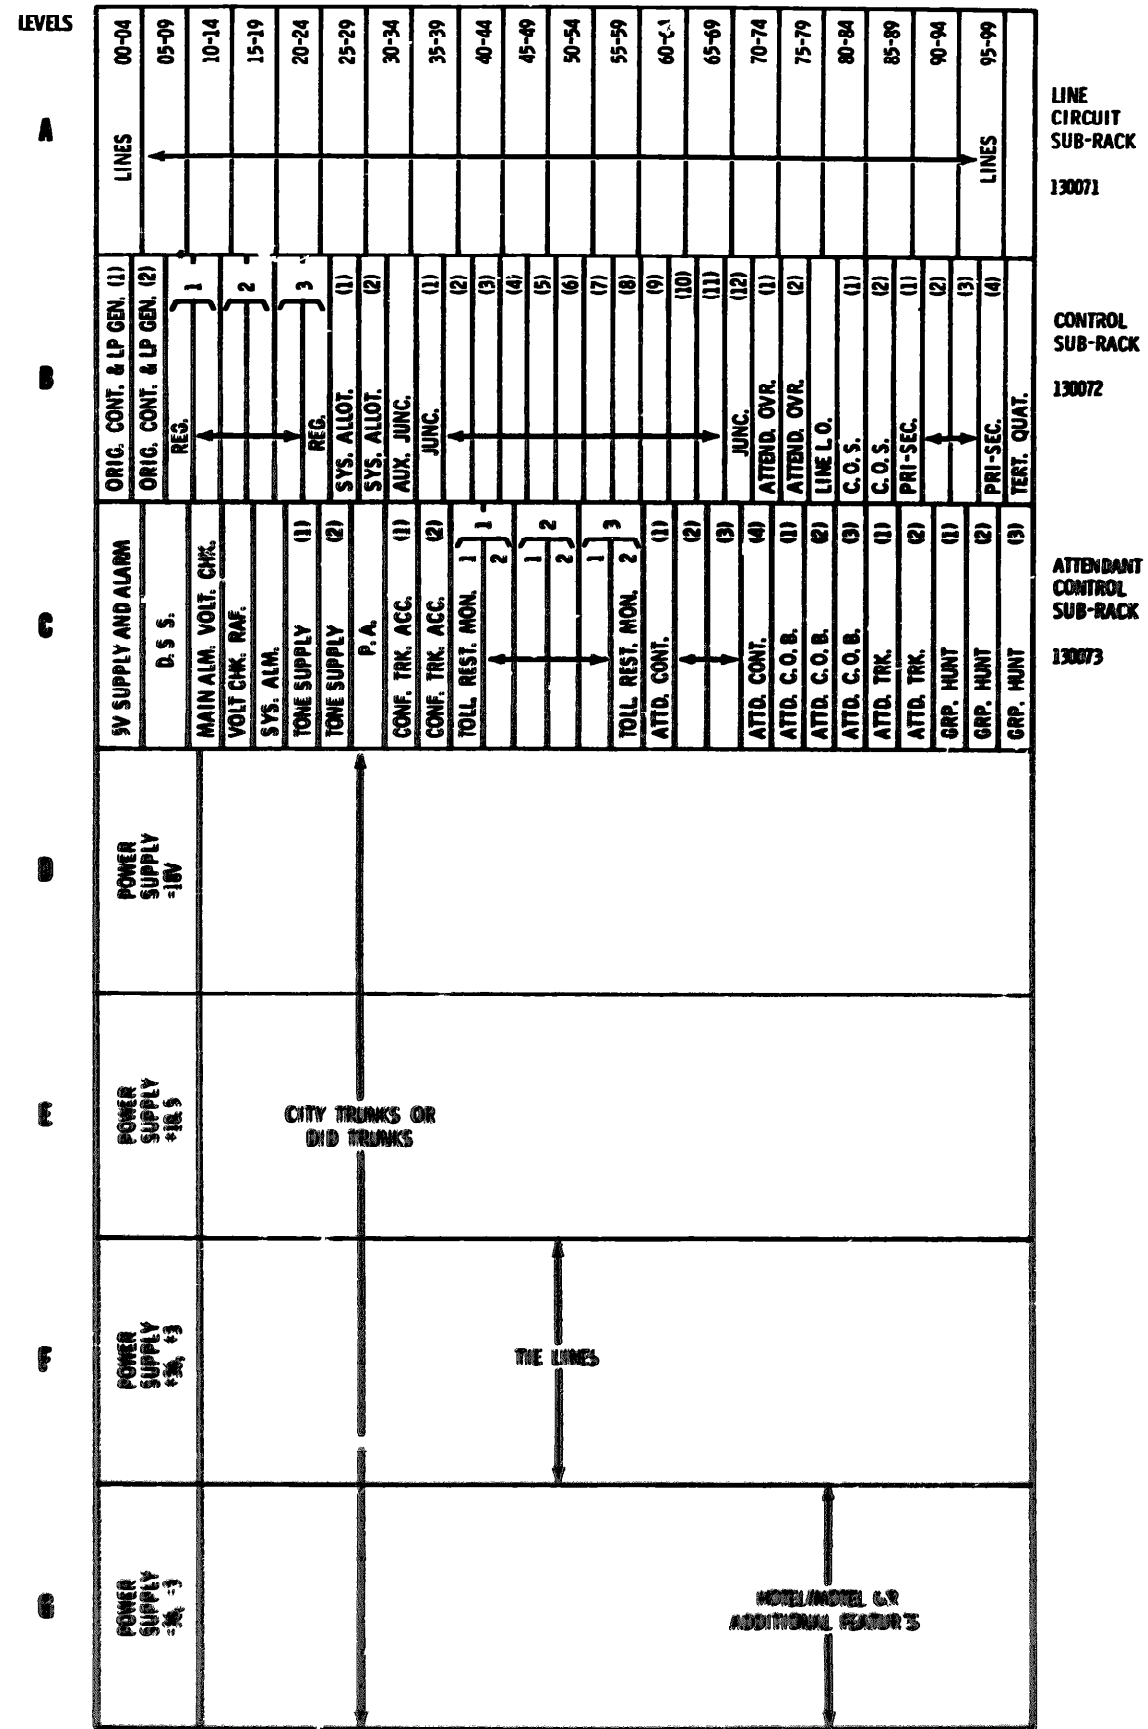 LEVELS
A
00-04
05-09
10-14
15-19
20-24
25-29
30-34
35-39
40-44
45-49
50-54
55-59
65-69
70-74
75-79
80-84
85-89
90-94
95-99
LINES
LINES
LINE
CIRCUIT
SUB-RACK
130071
B
ORIG. CONT. & LP GEN. (1)
ORIG. CONT. & LP GEN. (2)
REG.
1
2
3
REG.
SYS. ALLOT. (1)
SYS. ALLOT. (2)
AUX. JUNC.
JUNC. (1)
(2)
(3)
(4)
(5)
(6)
(7)
(8)
(9)
(10)
(11)
JUNC. (12)
ATTEND. OVR. (1)
ATTEND. OVR. (2)
LINE L.O.
C.O.S. (1)
C.O.S. (2)
PRI-SEC. (1)
(2)
(3)
PRI-SEC. (4)
TERT. QUAT.
CONTROL
SUB-RACK
130072
C
5V SUPPLY AND ALARM
D. S S.
MAIN ALM. VOLT. CHK.
VOLT CHK. RAF.
SYS. ALM.
TONE SUPPLY (1)
TONE SUPPLY (2)
P. A.
CONF. TRK. ACC. (1)
CONF. TRK. ACC. (2)
TOLL. REST. MON. 1
2
1
1
2
2
1
TOLL. REST. MON. 2
3
ATTD. CONT. (1)
(2)
(3)
ATTD. CONT. (4)
ATTD. C.O.B. (1)
ATTD. C.O.B. (2)
ATTD. C.O.B. (3)
ATTD. TRK. (1)
ATTD. TRK. (2)
GRP. HUNT (1)
GRP. HUNT (2)
GRP. HUNT (3)
ATTENDANT
CONTROL
SUB-RACK
130073
D
POWER
SUPPLY
E
POWER
SUPPLY
CITY TRUNKS OR
DID TRUNKS
F
POWER
SUPPLY
TIE LINES
G
POWER
SUPPLY
HOTEL/MOTEL
ADDITIONAL